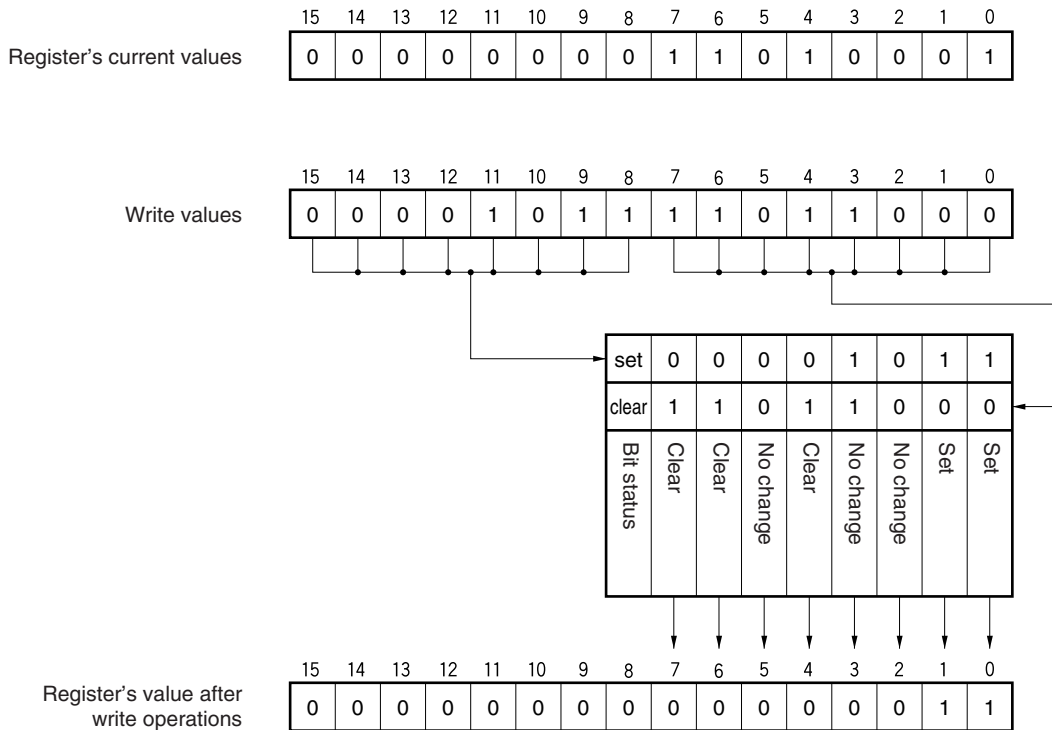 15 14 13 12 11 10 9 8 7 6 5 4 3 2 1 0
Register’s current values 0 0 0 0 0 0 0 0 1 1 0 1 0 0 0 1
15 14 13 12 11 10 9 8 7 6 5 4 3 2 1 0
Write values 0 0 0 0 1 0 1 1 1 1 0 1 1 0 0 0
set 0 0 0 0 1 0 1 1
clear 1 1 0 1 1 0 0 0
Bit status Clear Clear No change Clear No change No change Set Set
15 14 13 12 11 10 9 8 7 6 5 4 3 2 1 0
Register’s value after
write operations 0 0 0 0 0 0 0 0 0 0 0 0 0 0 1 1